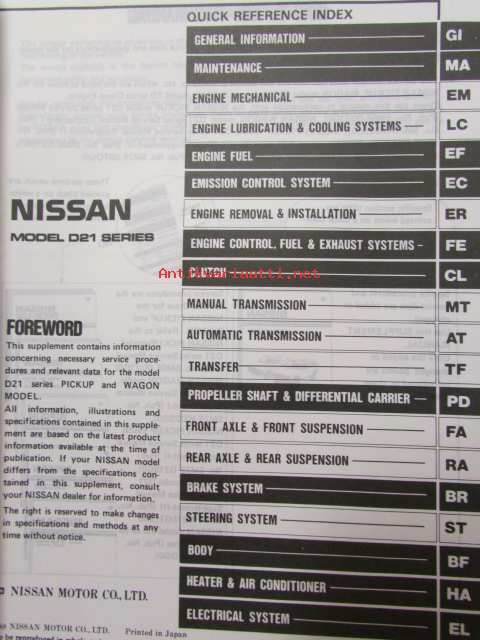 QUICK REFERENCE INDEX
GENERAL INFORMATION GI
MAINTENANCE MA
ENGINE MECHANICAL EM
ENGINE LUBRICATION & COOLING SYSTEMS LC
ENGINE FUEL EF
EMISSION CONTROL SYSTEM EC
ENGINE REMOVAL & INSTALLATION ER
ENGINE CONTROL, FUEL & EXHAUST SYSTEMS FE
CLUTCH CL
MANUAL TRANSMISSION MT
AUTOMATIC TRANSMISSION AT
TRANSFER TF
PROPELLER SHAFT & DIFFERENTIAL CARRIER PD
FRONT AXLE & FRONT SUSPENSION FA
REAR AXLE & REAR SUSPENSION RA
BRAKE SYSTEM BR
STEERING SYSTEM ST
BODY BF
HEATER & AIR CONDITIONER HA
ELECTRICAL SYSTEM EL
NISSAN
MODEL D21 SERIES
Antikvariaatti.net
FOREWORD
This supplement contains information
concerning necessary service proce-
dures and relevant data for the model
D21 series PICKUP and WAGON
MODEL.
All information, illustrations and
specifications contained in this supple-
ment are based on the latest product
information available at the time of
publication. If your NISSAN model
differs from the specifications con-
tained in this supplement, consult
your NISSAN dealer for information.
The right is reserved to make changes
in specifications and methods at any
time without notice.
NISSAN MOTOR CO., LTD.
NISSAN MOTOR CO., LTD. Printed in Japan